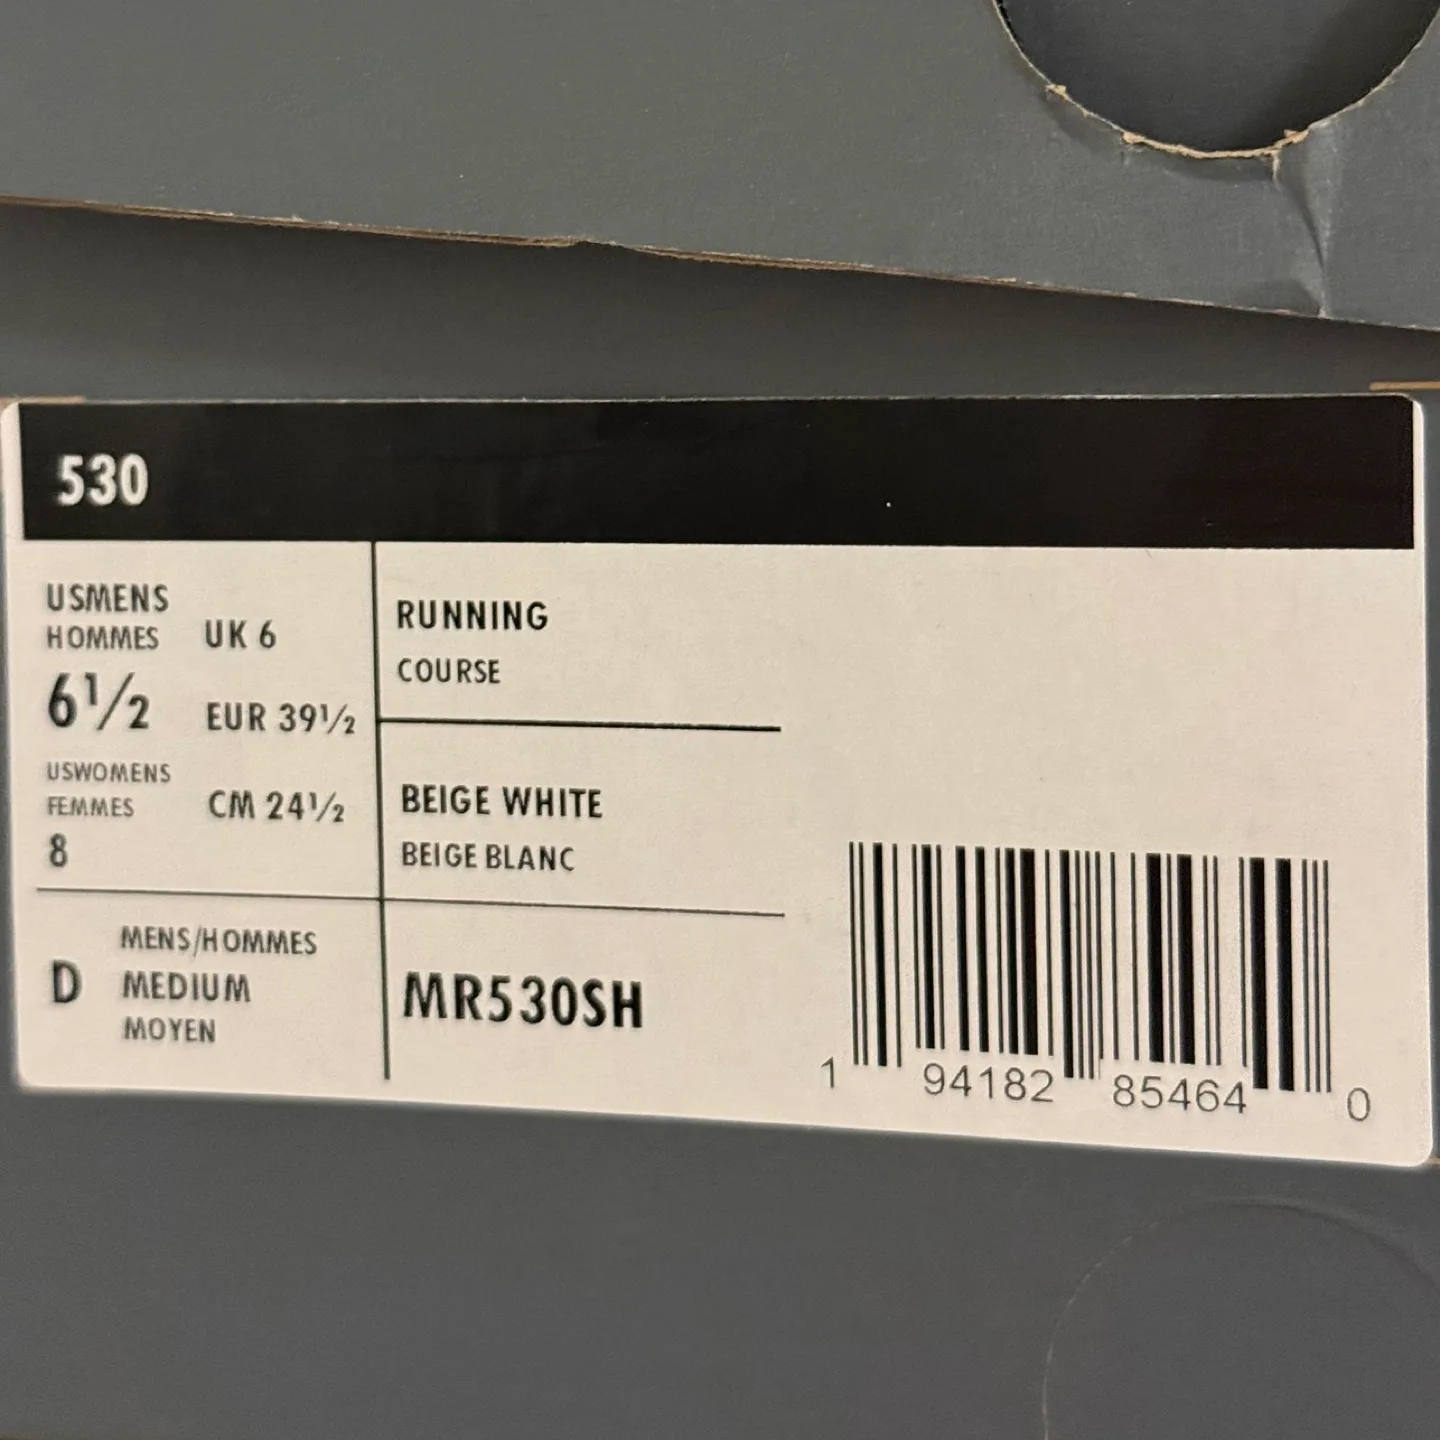 530
USMENS
HOMMES
6½
USWOMENS
FEMMES
8
UK 6
EUR 39½
CM 24½
RUNNING
COURSE
BEIGE WHITE
BEIGE BLANC
D
MENS/HOMMES
MEDIUM
MOYEN
MR530SH
1 94182 85464 0